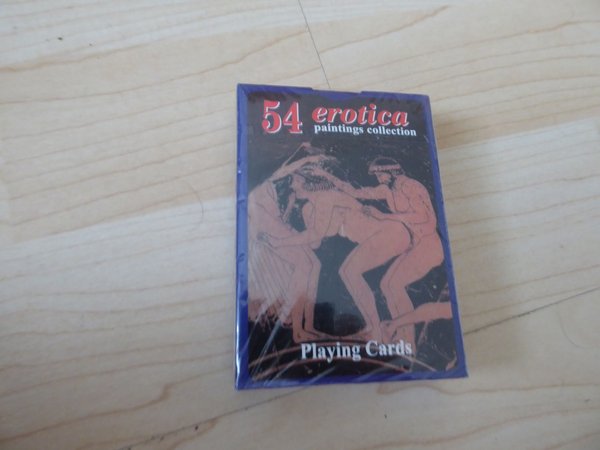 54 erotica
paintings collection
Playing Cards